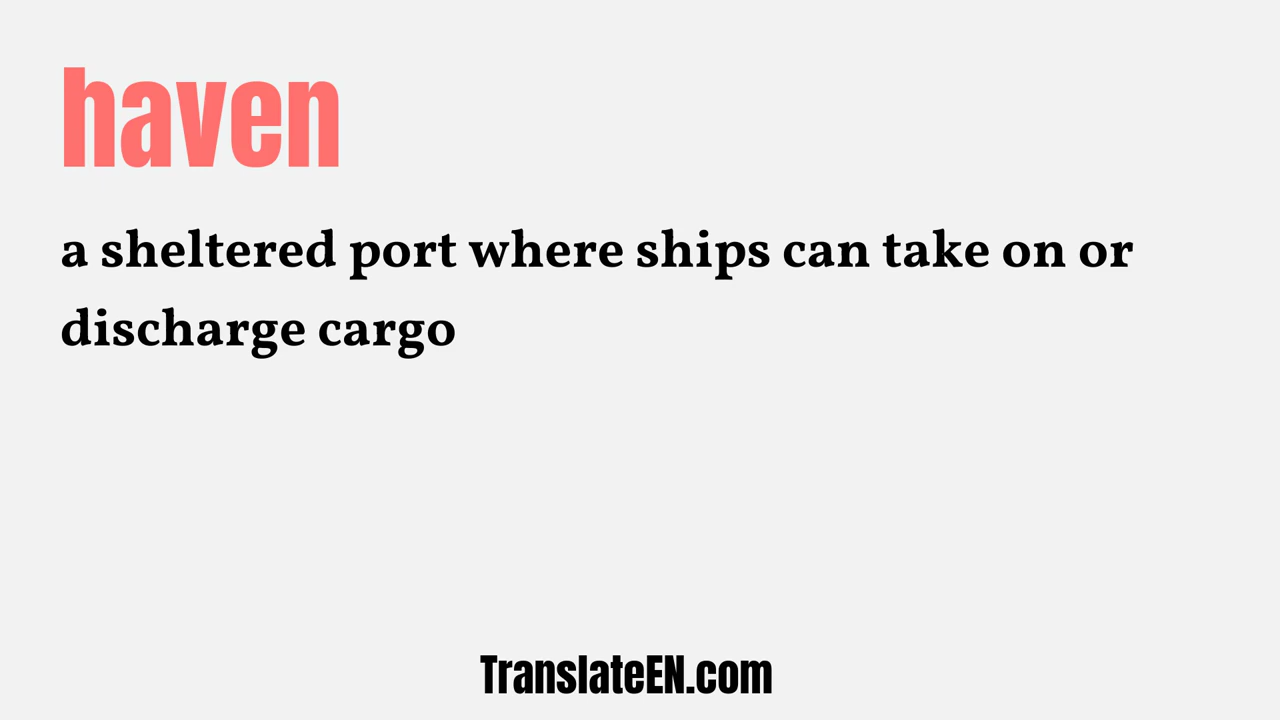 haven
a sheltered port where ships can take on or
discharge cargo
TranslateEN.com